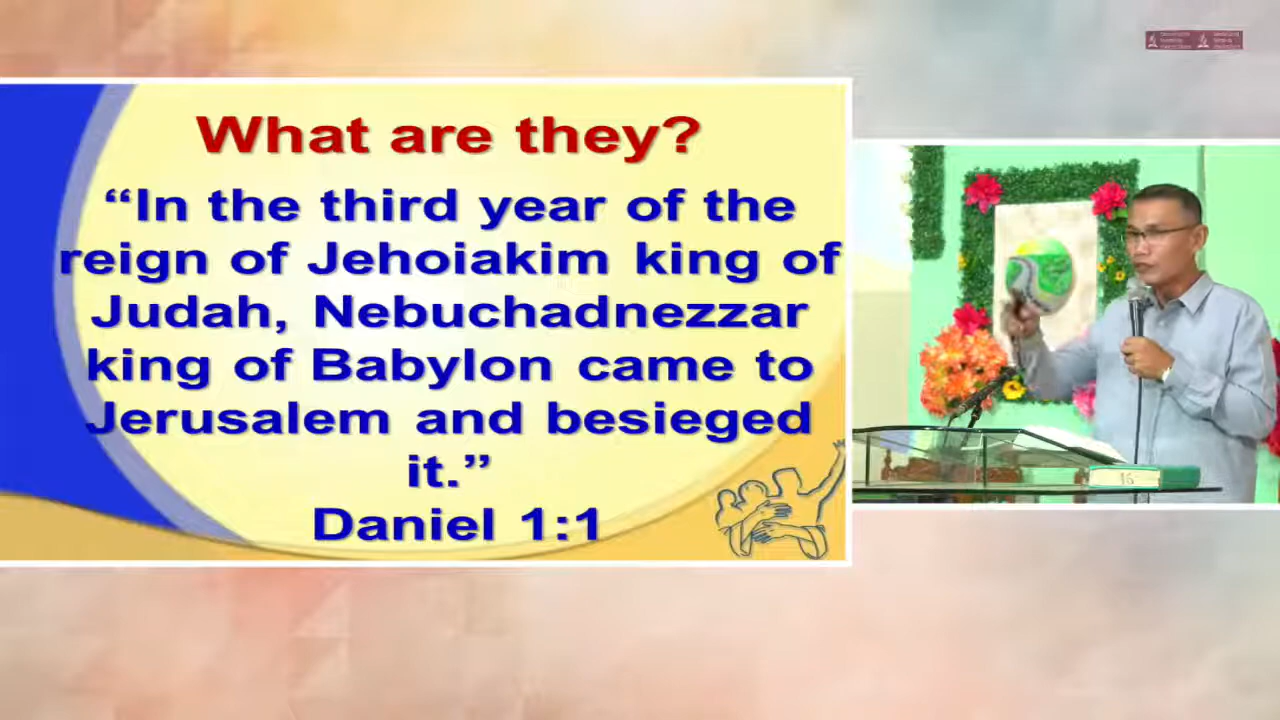 What are they?
“In the third year of the
reign of Jehoiakim king of
Judah, Nebuchadnezzar
king of Babylon came to
Jerusalem and besieged
it.”
Daniel 1:1
16